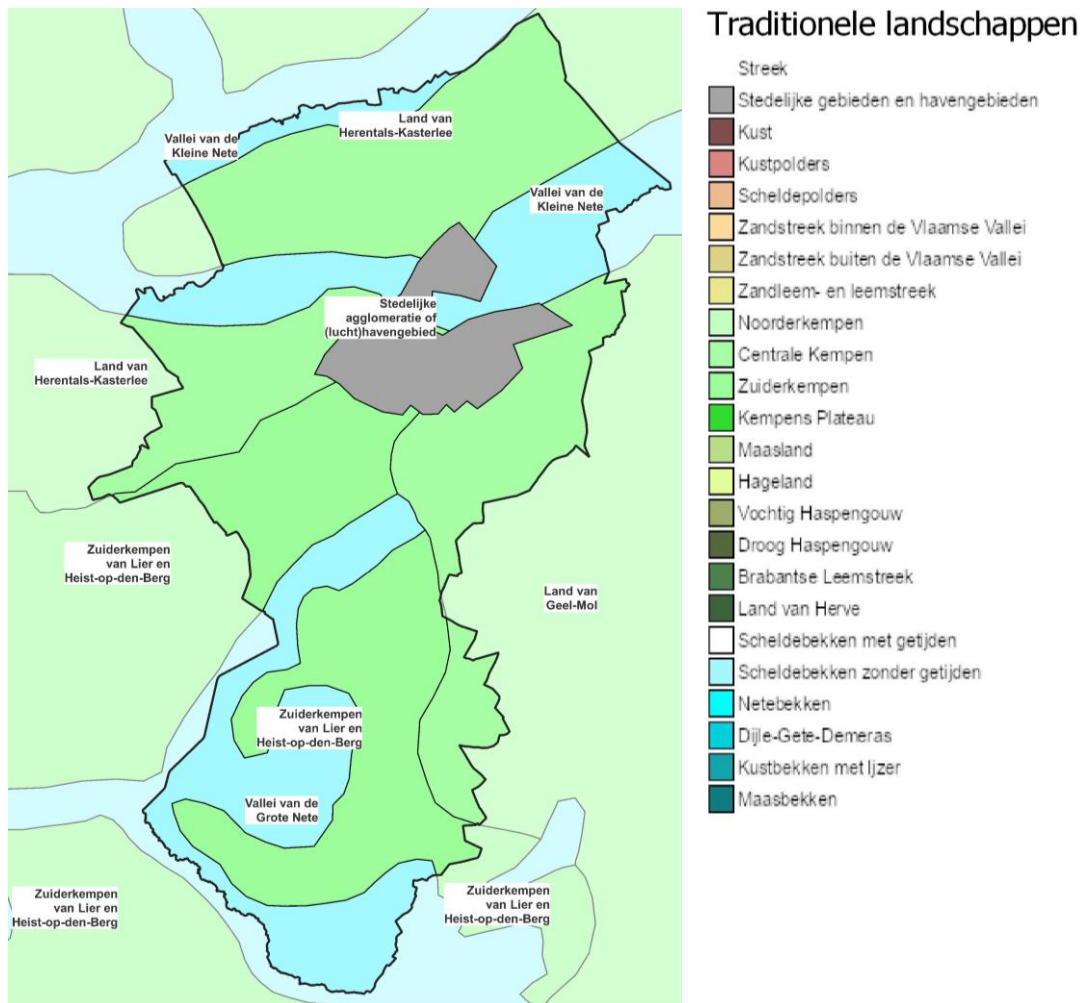 Traditionele landschappen
Streek
Stedelijke gebieden en havengebieden
Kust
Kustpolders
Scheldepolders
Zandstreek binnen de Vlaamse Vallei
Zandstreek buiten de Vlaamse Vallei
Zandleem- en leemstreek
Noorderkempen
Centrale Kempen
Zuiderkempen
Kempens Plateau
Maasland
Hageland
Vochtig Haspengouw
Droog Haspengouw
Brabantse Leemstreek
Land van Herve
Scheldebekken met getijden
Scheldebekken zonder getijden
Netebekken
Dijle-Gete-Demeras
Kustbekken met Ijzer
Maasbekken
Land van
Herentals-Kasterlee
Vallei van de
Kleine Nete
Vallei van de
Kleine Nete
Stedelijke
agglomeratie of
(lucht)havengebied
Land van
Herentals-Kasterlee
Zuiderkempen
van Lier en
Heist-op-den-Berg
Land van
Geel-Mol
Zuiderkempen
van Lier en
Heist-op-den-Berg
Vallei van de
Grote Nete
Zuiderkempen
van Lier en
Heist-op-den-Berg
Zuiderkempen
van Lier en
Heist-op-den-Berg